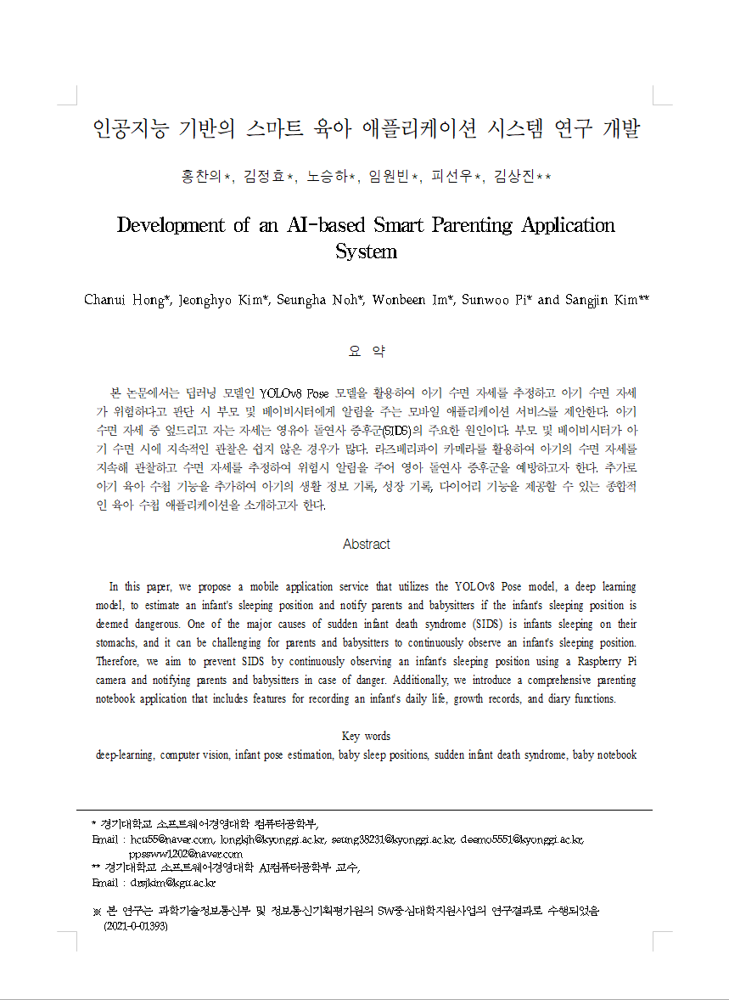 인공지능 기반의 스마트 육아 애플리케이션 시스템 연구 개발
홍찬의*, 김정효*, 노승하*, 임원빈*, 피선우*, 김상진**
Development of an AI-based Smart Parenting Application
System
Chanui Hong*, Jeonghyo Kim*, Seungha Noh*, Wonbeen Im*, Sunwoo Pi* and Sangjin Kim**
요 약
본 논문에서는 딥러닝 모델인 YOLOv8 Pose 모델을 활용하여 아기 수면 자세를 추정하고 아기 수면 자세
가 위험하다고 판단 시 부모 및 베이비시터에게 알림을 주는 모바일 애플리케이션 서비스를 제안한다. 아기
수면 자세 중 엎드리고 자는 자세는 영유아 돌연사 증후군(SIDS)의 주요한 원인이다. 부모 및 베이비시터가 아
기 수면 시에 지속적인 관찰은 쉽지 않은 경우가 많다. 라즈베리파이 카메라를 활용하여 아기의 수면 자세를
지속해 관찰하고 수면 자세를 추정하여 위험시 알림을 주어 영아 돌연사 증후군을 예방하고자 한다. 추가로
아기 육아 수첩 기능을 추가하여 아기의 생활 정보 기록, 성장 기록, 다이어리 기능을 제공할 수 있는 종합적
인 육아 수첩 애플리케이션을 소개하고자 한다.
Abstract
In this paper, we propose a mobile application service that utilizes the YOLOv8 Pose model, a deep learning
model, to estimate an infant's sleeping position and notify parents and babysitters if the infant's sleeping position is
deemed dangerous. One of the major causes of sudden infant death syndrome (SIDS) is infants sleeping on their
stomachs, and it can be challenging for parents and babysitters to continuously observe an infant's sleeping position.
Therefore, we aim to prevent SIDS by continuously observing an infant's sleeping position using a Raspberry Pi
camera and notifying parents and babysitters in case of danger. Additionally, we introduce a comprehensive parenting
notebook application that includes features for recording an infant's daily life, growth records, and diary functions.
Key words
deep-learning, computer vision, infant pose estimation, baby sleep positions, sudden infant death syndrome, baby notebook
* 경기대학교 소프트웨어경영대학 컴퓨터공학부,
Email : hcu55@naver.com, longkjh@kyonggi.ac.kr, seung38231@kyonggi.ac.kr, deemo5551@kyonggi.ac.kr,
ppssww1202@naver.com
** 경기대학교 소프트웨어경영대학 AI컴퓨터공학부 교수,
Email : drsjkim@kgu.ac.kr
※ 본 연구는 과학기술정보통신부 및 정보통신기획평가원의 SW중심대학지원사업의 연구결과로 수행되었음
(2021-0-01393)